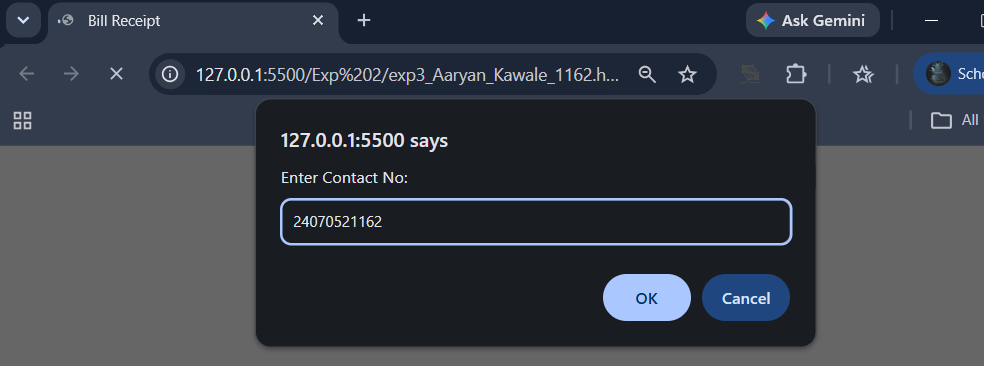 Bill Receipt
Ask Gemini
127.0.0.1:5500/Exp%202/exp3_Aaryan_Kawale_1162.h...
All
127.0.0.1:5500 says
Enter Contact No:
24070521162
OK
Cancel